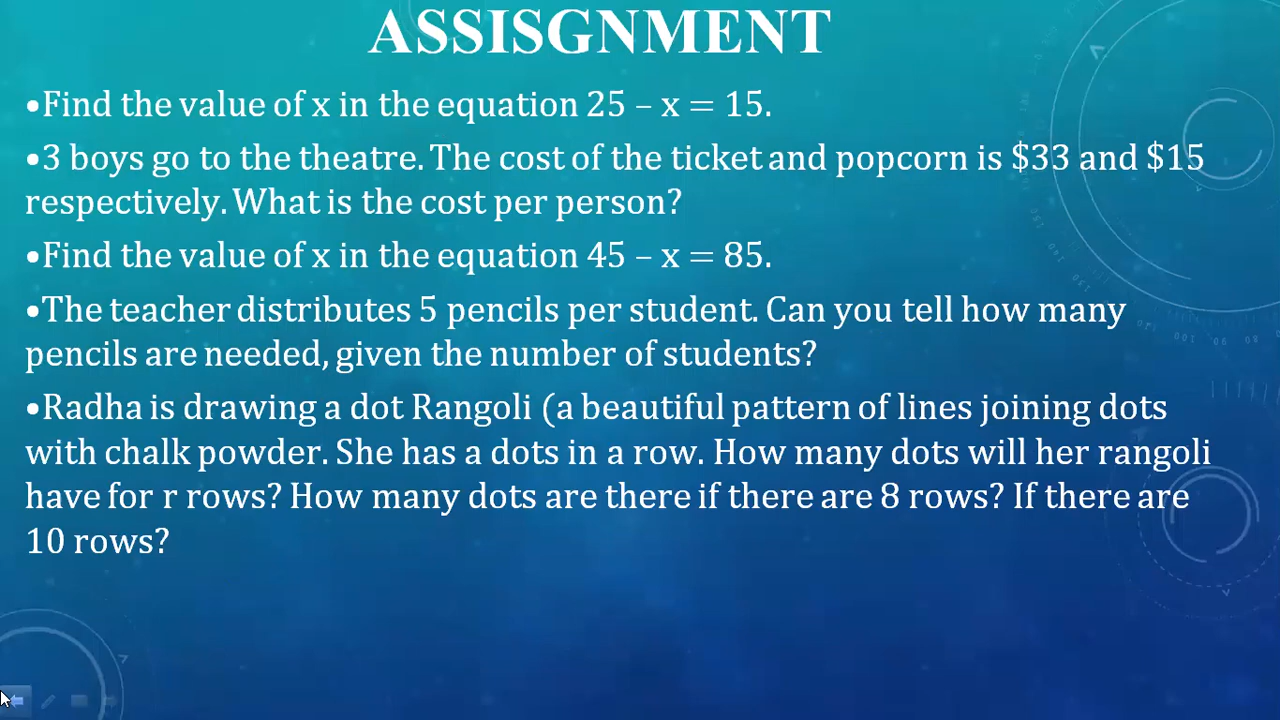 ASSISGNMENT
•Find the value of x in the equation 25 – x = 15.
•3 boys go to the theatre. The cost of the ticket and popcorn is $33 and $15
respectively. What is the cost per person?
•Find the value of x in the equation 45 – x = 85.
•The teacher distributes 5 pencils per student. Can you tell how many
pencils are needed, given the number of students?
•Radha is drawing a dot Rangoli (a beautiful pattern of lines joining dots
with chalk powder. She has a dots in a row. How many dots will her rangoli
have for r rows? How many dots are there if there are 8 rows? If there are
10 rows?